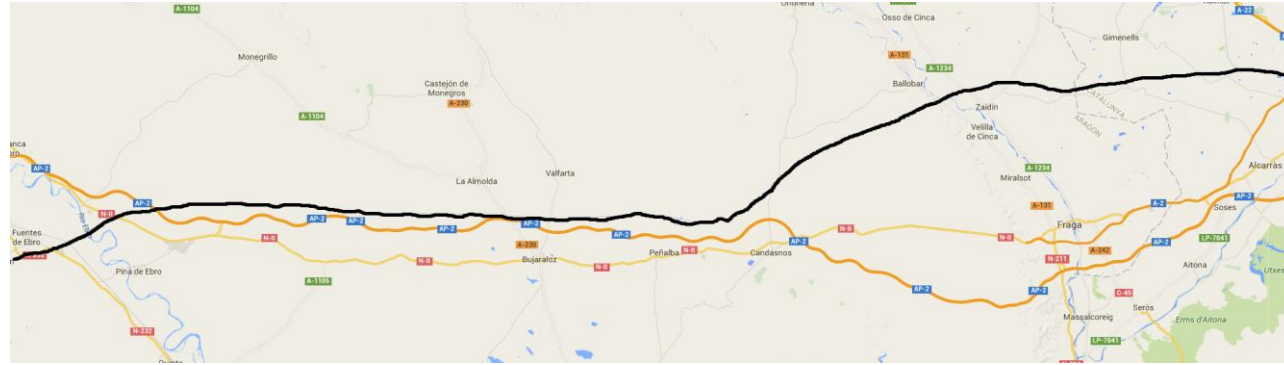 A-1104
Ontiñena
Osso de Cinca
A-22
Gimenells
Monegrillo
A-131
A-1234
Castejón de
Monegros
A-230
Ballobar
Zaidín
CATALUNYA
ARAGÓN
A-1104
Velilla
de Cinca
AP-2
Alcarràs
La Almolda
Valfarta
A-1234
Miralsot
AP-2
AP-2
A-2
A-131
Soses
N-II
AP-2
AP-2
AP-2
AP-2
Fuentes
de Ebro
Fraga
N-II
AP-2
N-II
N-II
AP-2
LP-7041
N-232
A-230
Peñalba
N-II
Candasnos
A-242
Bujaraloz
N-II
N-II
N-211
Aitona
Pina de Ebro
Utxes
A-1105
AP-2
AP-2
AP-2
C-45
Seròs
Massalcoreig
Erms d'Aitona
N-232
LP-7041